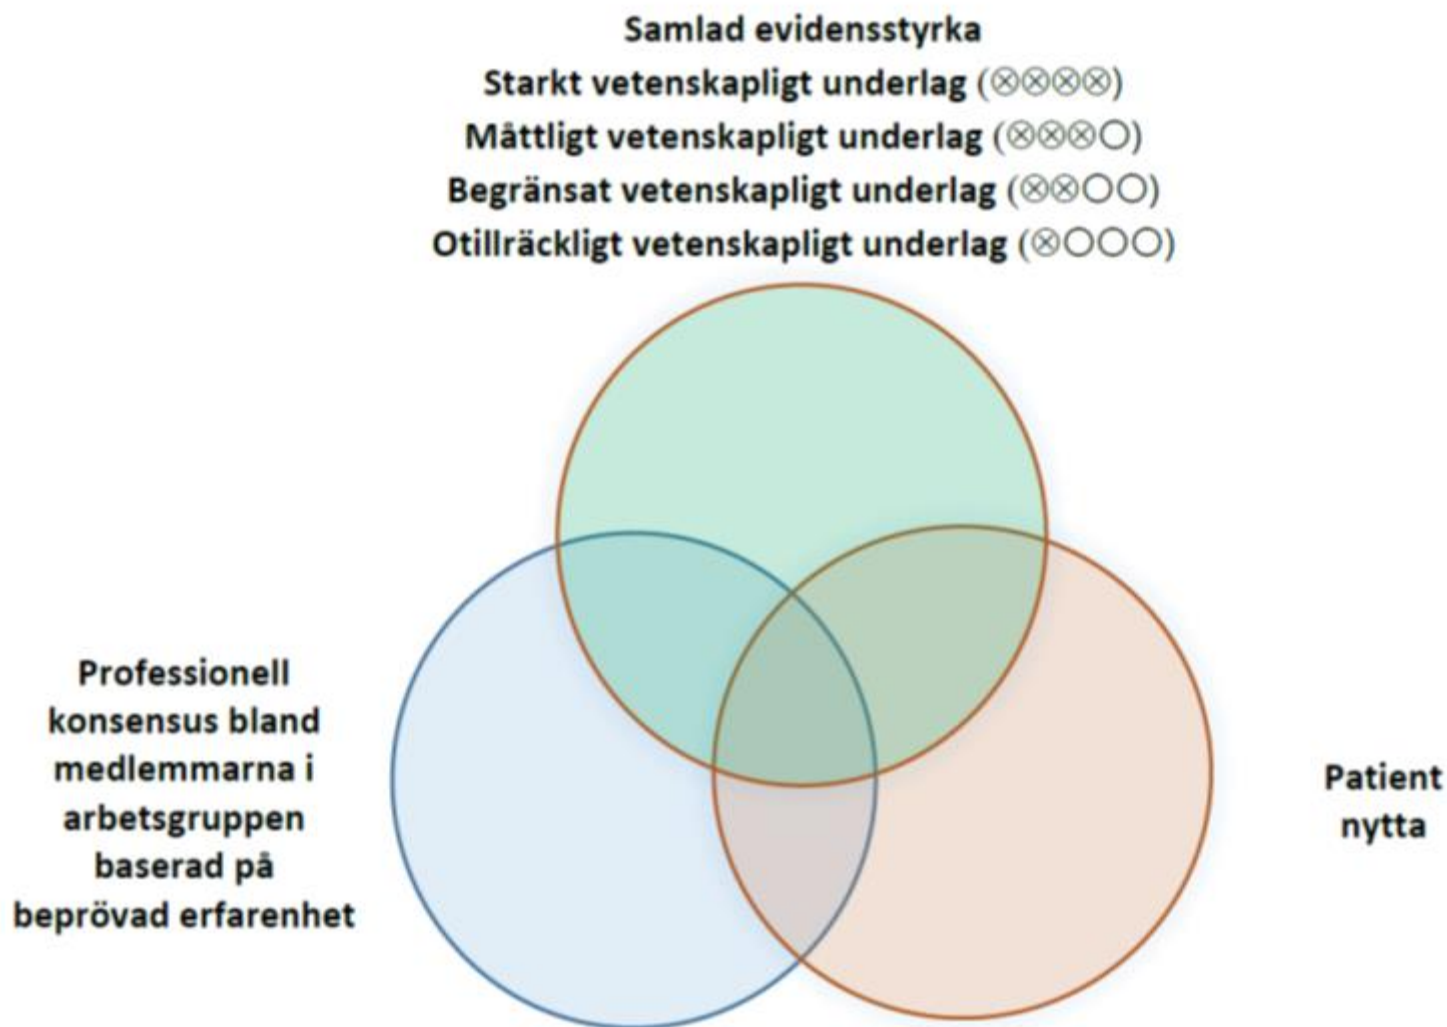 Samlad evidensstyrka
Starkt vetenskapligt underlag (⊗⊗⊗⊗)
Måttligt vetenskapligt underlag (⊗⊗⊗○)
Begränsat vetenskapligt underlag (⊗⊗○○)
Otillräckligt vetenskapligt underlag (⊗○○○)
Professionell
konsensus bland
medlemmarna i
arbetsgruppen
baserad på
beprövad erfarenhet
Patient
nytta